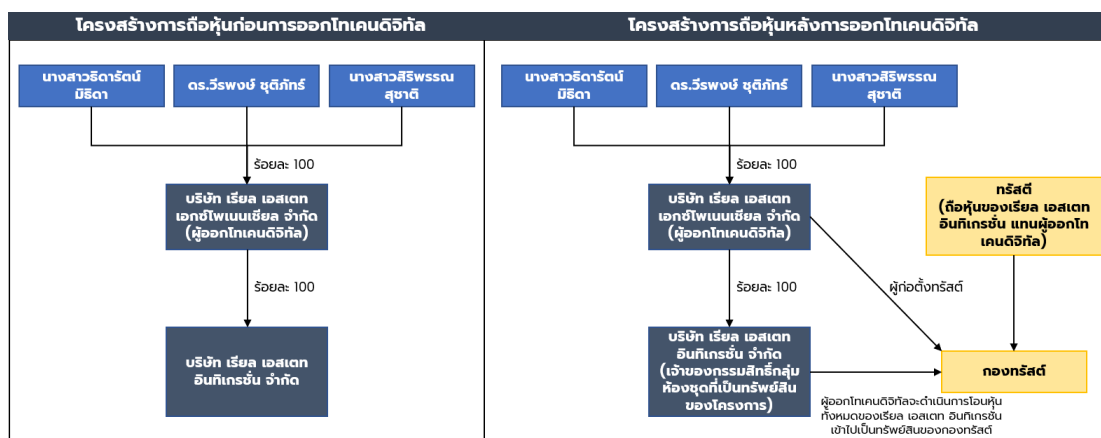 โครงสร้างการถือหุ้นก่อนการออกโทเคนดิจิทัล
นางสาวธิดารัตน์
มิธิดา
ดร.วีรพงษ์ ชุติภัทร์
นางสาวสิริพรรณ
สุชาติ
ร้อยละ 100
บริษัท เรียล เอสเตท
เอกซ์โพเนนเชียล จำกัด
(ผู้ออกโทเคนดิจิทัล)
ร้อยละ 100
บริษัท เรียล เอสเตท
อินทิเกรชั่น จำกัด
โครงสร้างการถือหุ้นหลังการออกโทเคนดิจิทัล
นางสาวธิดารัตน์
มิธิดา
ดร.วีรพงษ์ ชุติภัทร์
นางสาวสิริพรรณ
สุชาติ
ร้อยละ 100
บริษัท เรียล เอสเตท
เอกซ์โพเนนเชียล จำกัด
(ผู้ออกโทเคนดิจิทัล)
ทรัสตี
(ถือหุ้นของเรียล เอสเตท
อินทิเกรชั่น แทนผู้ออกโท
เคนดิจิทัล)
ร้อยละ 100
ผู้ก่อตั้งทรัสต์
บริษัท เรียล เอสเตท
อินทิเกรชั่น จำกัด
(เจ้าของกรรมสิทธิ์กลุ่ม
ห้องชุดที่เป็นทรัพย์สิน
ของโครงการ)
กองทรัสต์
ผู้ออกโทเคนดิจิทัลจะดำเนินการโอนหุ้น
ทั้งหมดของเรียล เอสเตท อินทิเกรชั่น
เข้าไปเป็นทรัพย์สินของกองทรัสต์